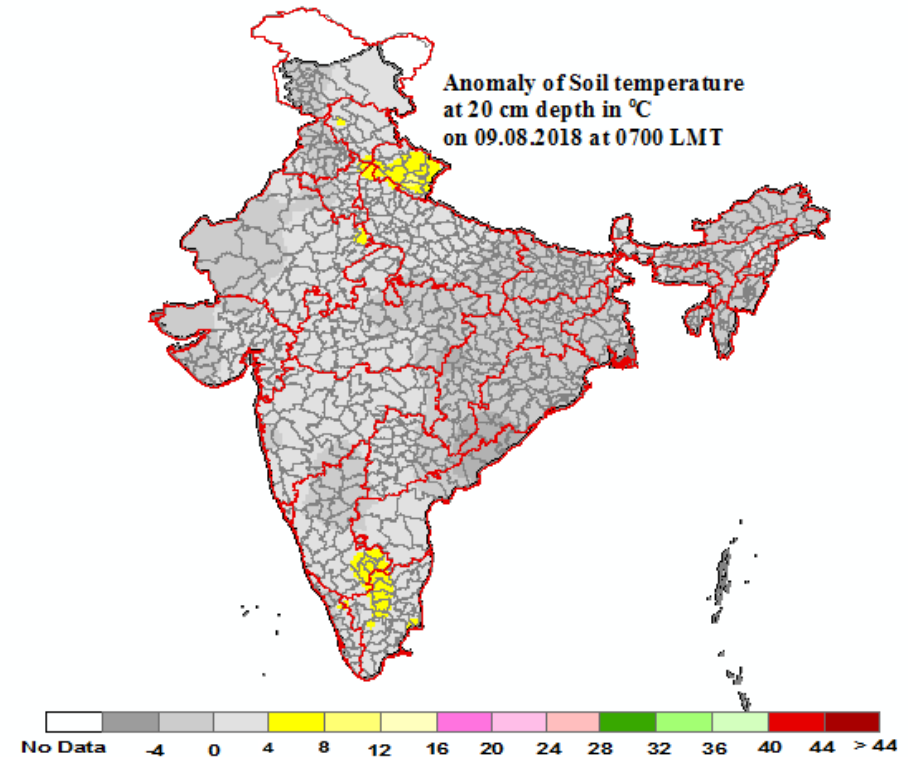 Anomaly of Soil temperature
at 20 cm depth in ⁰C
on 09.08.2018 at 0700 LMT
No Data -4 0 4 8 12 16 20 24 28 32 36 40 44 > 44